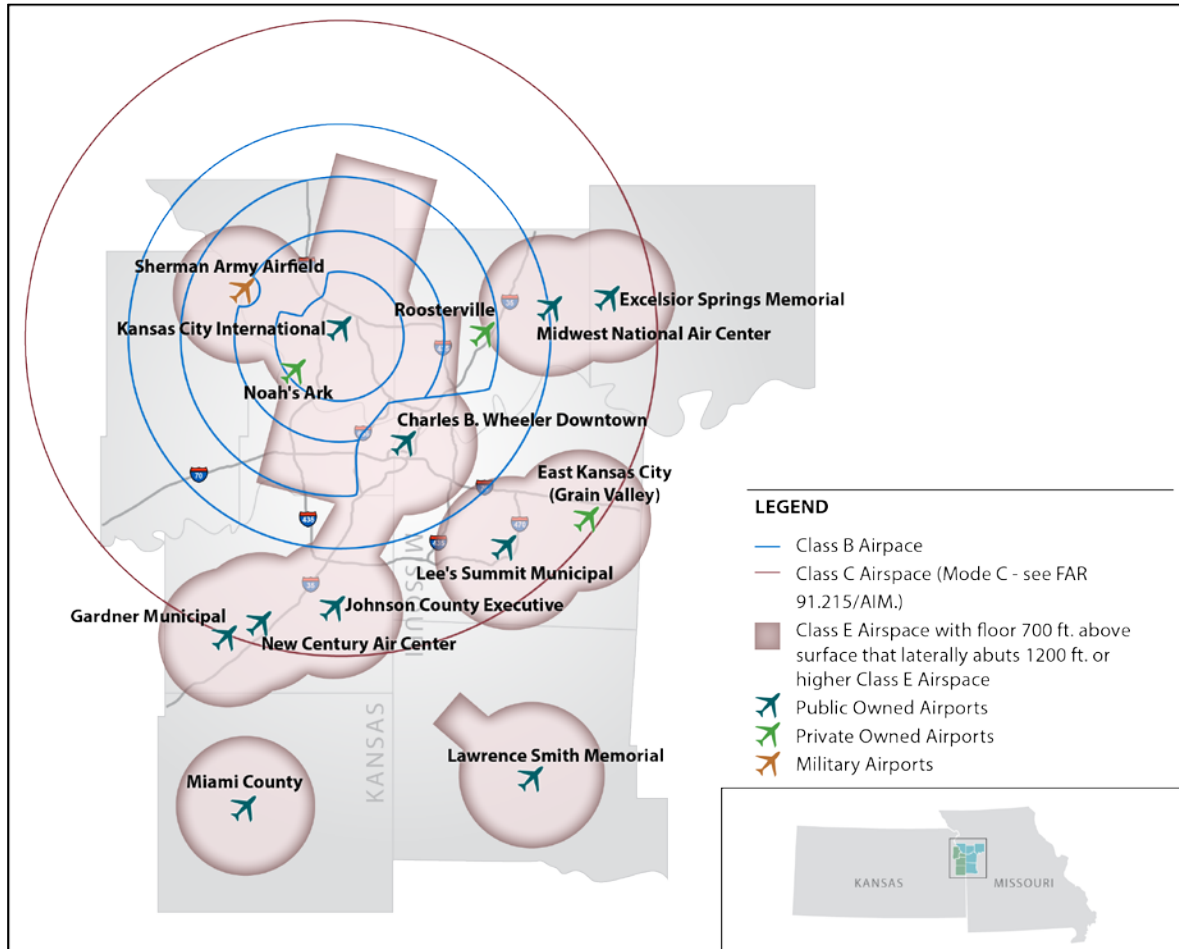 Sherman Army Airfield
Kansas City International
Noah's Ark
Roosterville
35
Excelsior Springs Memorial
Midwest National Air Center
Charles B. Wheeler Downtown
70
435
East Kansas City
(Grain Valley)
470
435
Lee's Summit Municipal
MISSOURI
35
Gardner Municipal
Johnson County Executive
New Century Air Center
KANSAS
Miami County
Lawrence Smith Memorial
LEGEND
Class B Airpace
Class C Airspace (Mode C - see FAR
91.215/AIM.)
Class E Airspace with floor 700 ft. above
surface that laterally abuts 1200 ft. or
higher Class E Airspace
Public Owned Airports
Private Owned Airports
Military Airports
KANSAS
MISSOURI